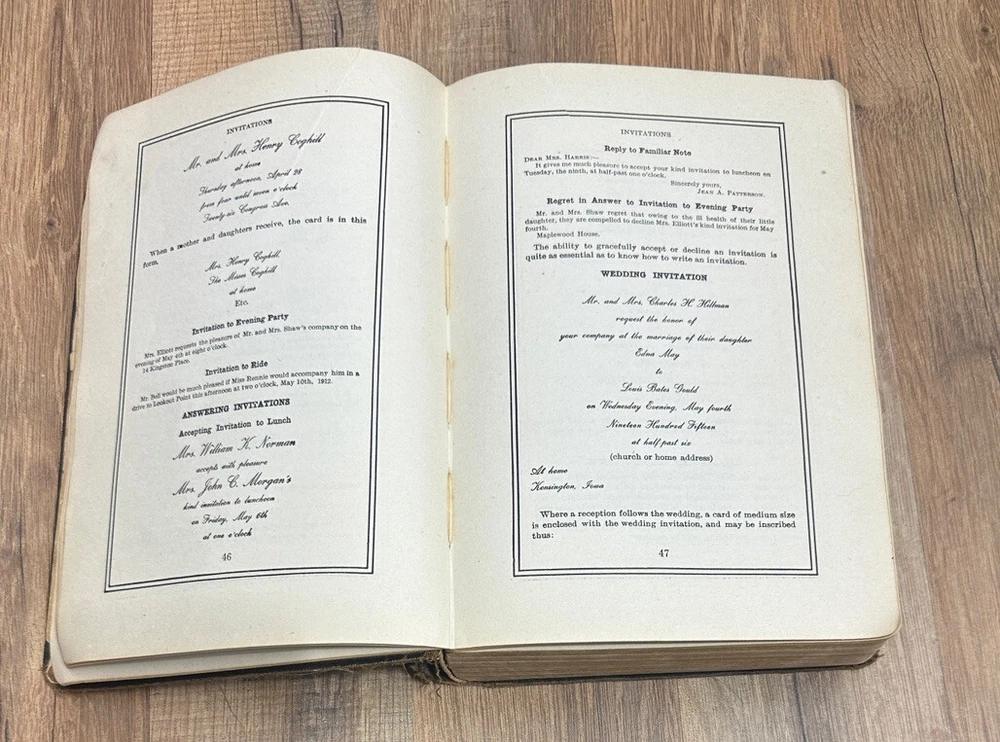 INVITATIONS
Mr. and Mrs. Henry Coghill
at home
Thursday afternoon, April 28
from four until seven o'clock
Twenty-six Congress Ave.
When a mother and daughters receive, the card is in this
form.
Mrs. Henry Coghill,
The Misses Coghill
at home
Etc.
Invitation to Evening Party
Mrs. Elliott requests the pleasure of Mr. and Mrs. Shaw's company on the
evening of May 4th at eight o'clock.
14 Kingston Place.
Invitation to Ride
Mr. Bell would be much pleased if Miss Rennie would accompany him in a
drive to Lookout Point this afternoon at two o'clock, May 10th, 1912.
ANSWERING INVITATIONS
Accepting Invitation to Lunch
Mrs. William K. Norman
accepts with pleasure
Mrs. John C. Morgan's
kind invitation to luncheon
on Friday, May 6th
at one o'clock
46
INVITATIONS
Reply to Familiar Note
DEAR MRS. HARRIS:—
It gives me much pleasure to accept your kind invitation to luncheon on
Tuesday, the ninth, at half-past one o'clock.
Sincerely yours,
JEAN A. PATTERSON.
Regret in Answer to Invitation to Evening Party
Mr. and Mrs. Shaw regret that owing to the ill health of their little
daughter, they are compelled to decline Mrs. Elliott's kind invitation for May
fourth.
Maplewood House.
The ability to gracefully accept or decline an invitation is
quite as essential as to know how to write an invitation.
WEDDING INVITATION
Mr. and Mrs. Charles H. Hillman
request the honor of
your company at the marriage of their daughter
Edna May
to
Louis Bates Gould
on Wednesday Evening, May fourth
Nineteen Hundred Fifteen
at half past six
(church or home address)
At home
Kensington, Iowa
Where a reception follows the wedding, a card of medium size
is enclosed with the wedding invitation, and may be inscribed
thus:
47